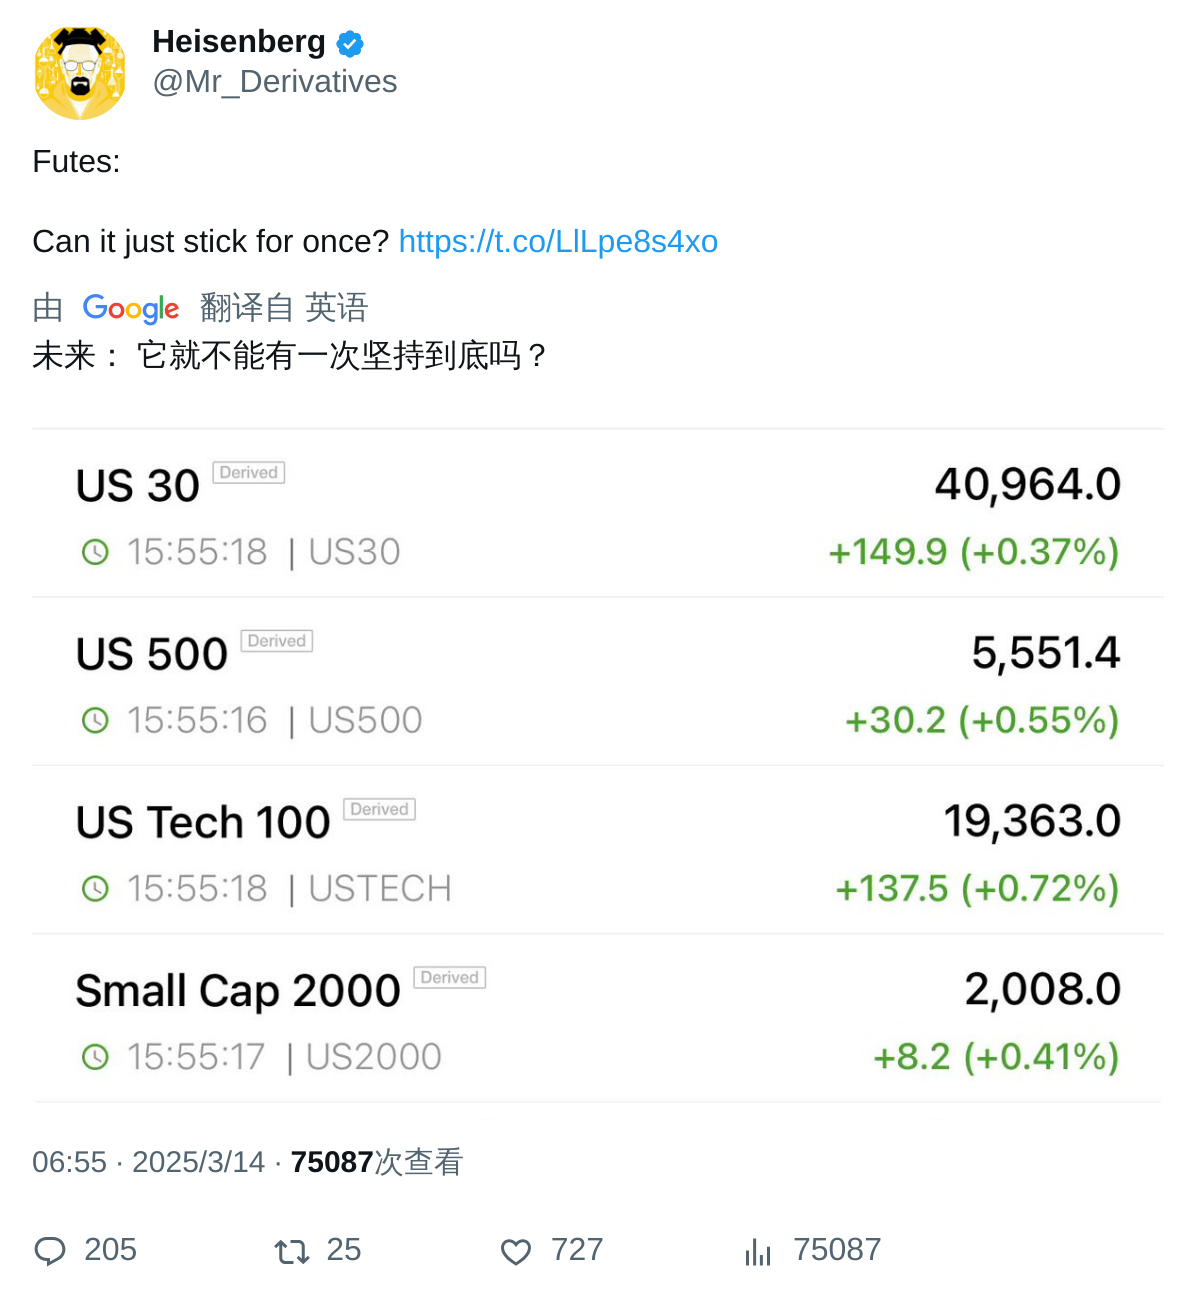 Heisenberg
@Mr_Derivatives
Futes:
Can it just stick for once? https://t.co/LlLpe8s4xo
由 Google 翻译自 英语
未来： 它就不能有一次坚持到底吗？
US 30 Derived 40,964.0
15:55:18 | US30 +149.9 (+0.37%)
US 500 Derived 5,551.4
15:55:16 | US500 +30.2 (+0.55%)
US Tech 100 Derived 19,363.0
15:55:18 | USTECH +137.5 (+0.72%)
Small Cap 2000 Derived 2,008.0
15:55:17 | US2000 +8.2 (+0.41%)
06:55 · 2025/3/14 · 75087次查看
205 25 727 75087